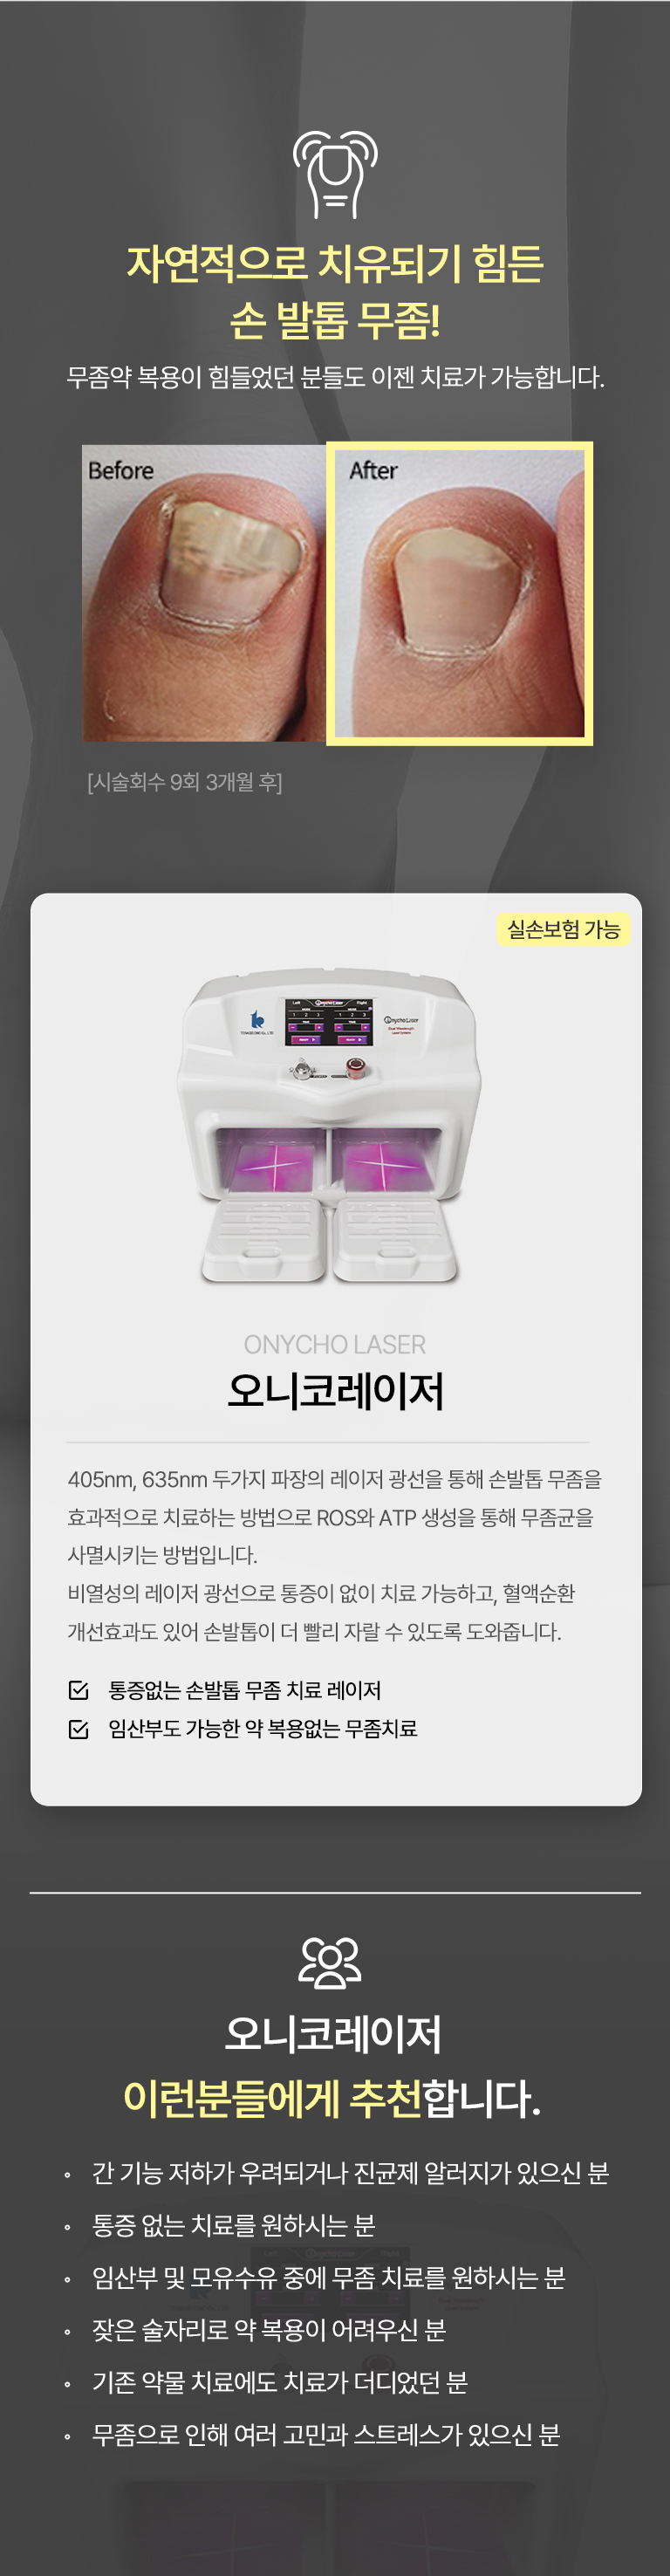 자연적으로 치유되기 힘든
손 발톱 무좀!
무좀약 복용이 힘들었던 분들도 이젠 치료가 가능합니다.
Before
After
[시술회수 9회 3개월 후]
실손보험 가능
Left OnychoLaser Right
OnychoLaser
Dual Wavelength
Laser System
ONYCHO LASER
오니코레이저
405nm, 635nm 두가지 파장의 레이저 광선을 통해 손발톱 무좀을
효과적으로 치료하는 방법으로 ROS와 ATP 생성을 통해 무좀균을
사멸시키는 방법입니다.
비열성의 레이저 광선으로 통증이 없이 치료 가능하고, 혈액순환
개선효과도 있어 손발톱이 더 빨리 자랄 수 있도록 도와줍니다.
통증없는 손발톱 무좀 치료 레이저
임산부도 가능한 약 복용없는 무좀치료
오니코레이저
이런분들에게 추천합니다.
간 기능 저하가 우려되거나 진균제 알러지가 있으신 분
통증 없는 치료를 원하시는 분
임산부 및 모유수유 중에 무좀 치료를 원하시는 분
잦은 술자리로 약 복용이 어려우신 분
기존 약물 치료에도 치료가 더디었던 분
무좀으로 인해 여러 고민과 스트레스가 있으신 분